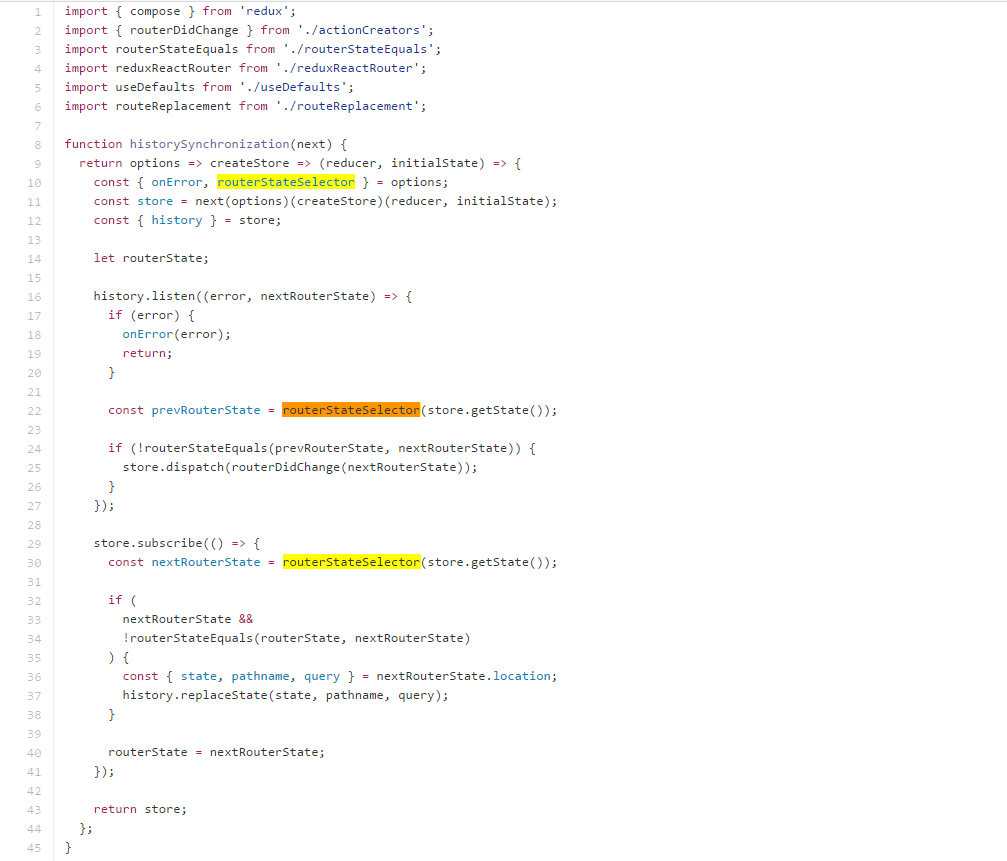 1 import { compose } from 'redux';
2 import { routerDidChange } from './actionCreators';
3 import routerStateEquals from './routerStateEquals';
4 import reduxReactRouter from './reduxReactRouter';
5 import useDefaults from './useDefaults';
6 import routeReplacement from './routeReplacement';
7
8 function historySynchronization(next) {
9   return options => createStore => (reducer, initialState) => {
10     const { onError, routerStateSelector } = options;
11     const store = next(options)(createStore)(reducer, initialState);
12     const { history } = store;
13
14     let routerState;
15
16     history.listen((error, nextRouterState) => {
17       if (error) {
18         onError(error);
19         return;
20       }
21
22       const prevRouterState = routerStateSelector(store.getState());
23
24       if (!routerStateEquals(prevRouterState, nextRouterState)) {
25         store.dispatch(routerDidChange(nextRouterState));
26       }
27     });
28
29     store.subscribe(() => {
30       const nextRouterState = routerStateSelector(store.getState());
31
32       if (
33         nextRouterState &&
34         !routerStateEquals(routerState, nextRouterState)
35       ) {
36         const { state, pathname, query } = nextRouterState.location;
37         history.replaceState(state, pathname, query);
38       }
39
40       routerState = nextRouterState;
41     });
42
43     return store;
44   };
45 }